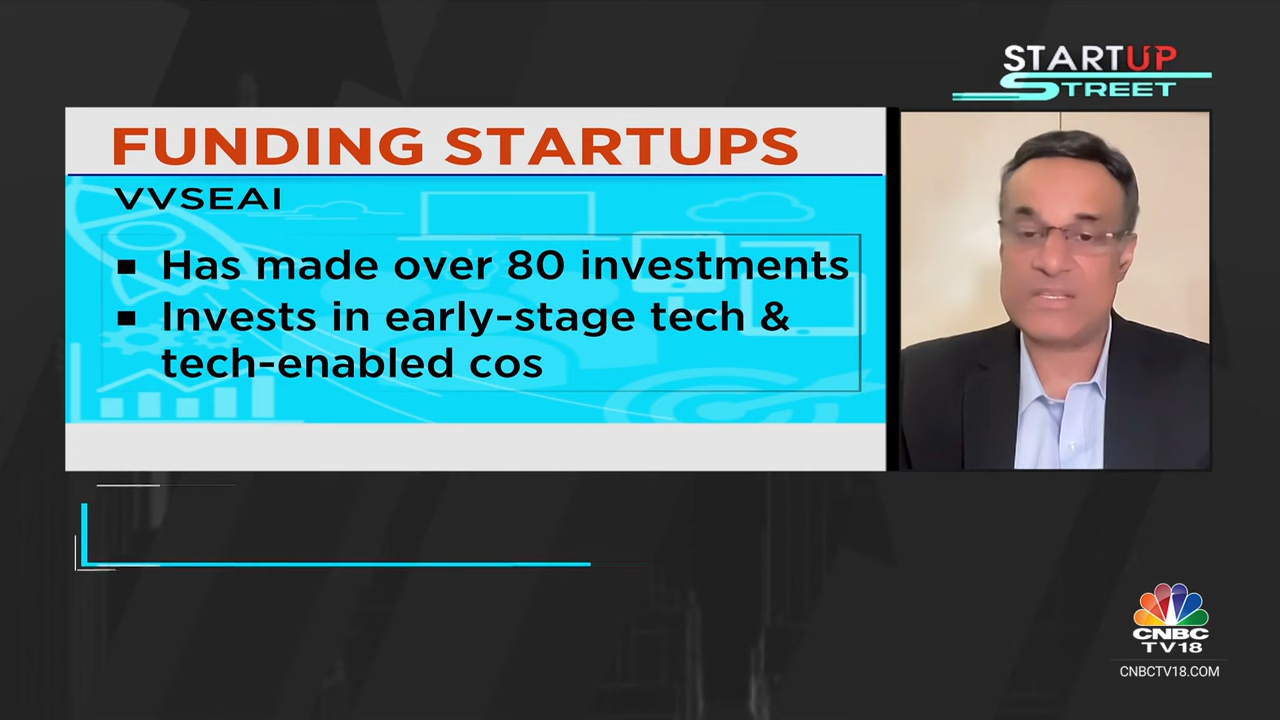 STARTUP
STREET
FUNDING STARTUPS
VVSEAI
▪ Has made over 80 investments
▪ Invests in early-stage tech &
tech-enabled cos
CNBC
TV18
CNBCTV18.COM